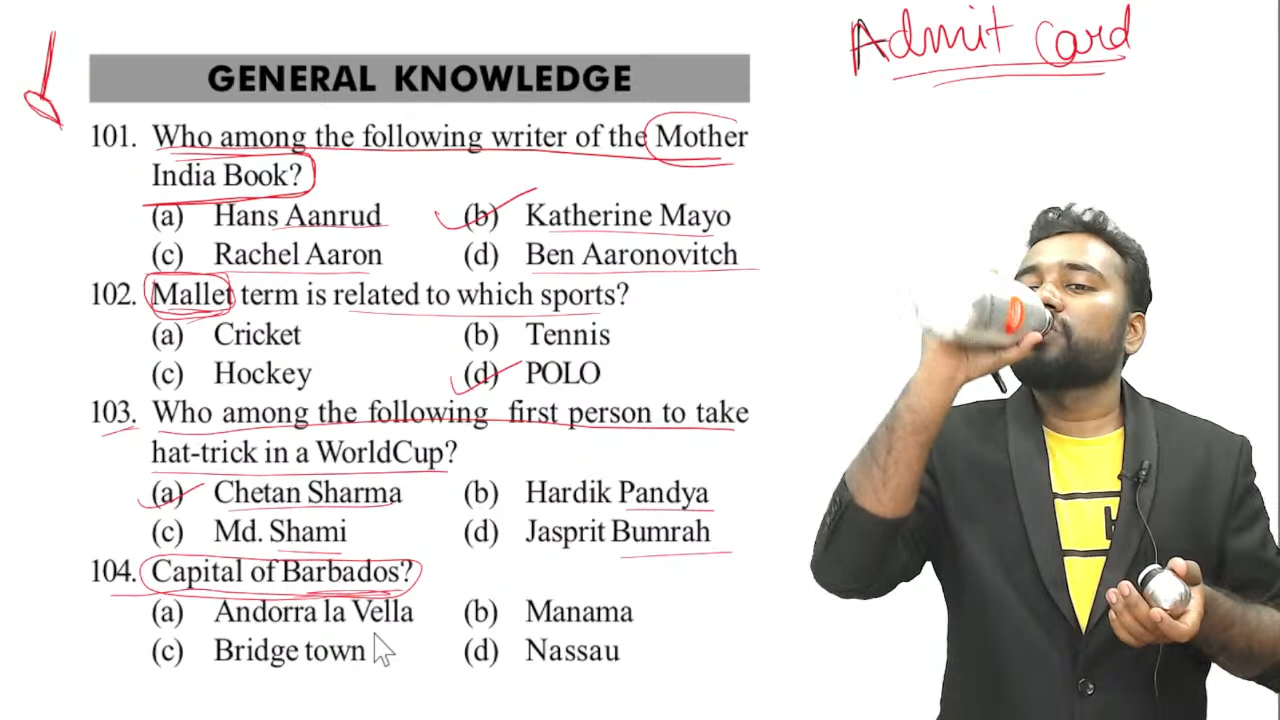 Admit card
GENERAL KNOWLEDGE
101. Who among the following writer of the Mother
India Book?
(a) Hans Aanrud (b) Katherine Mayo
(c) Rachel Aaron (d) Ben Aaronovitch
102. Mallet term is related to which sports?
(a) Cricket (b) Tennis
(c) Hockey (d) POLO
103. Who among the following first person to take
hat-trick in a WorldCup?
(a) Chetan Sharma (b) Hardik Pandya
(c) Md. Shami (d) Jasprit Bumrah
104. Capital of Barbados?
(a) Andorra la Vella (b) Manama
(c) Bridge town (d) Nassau